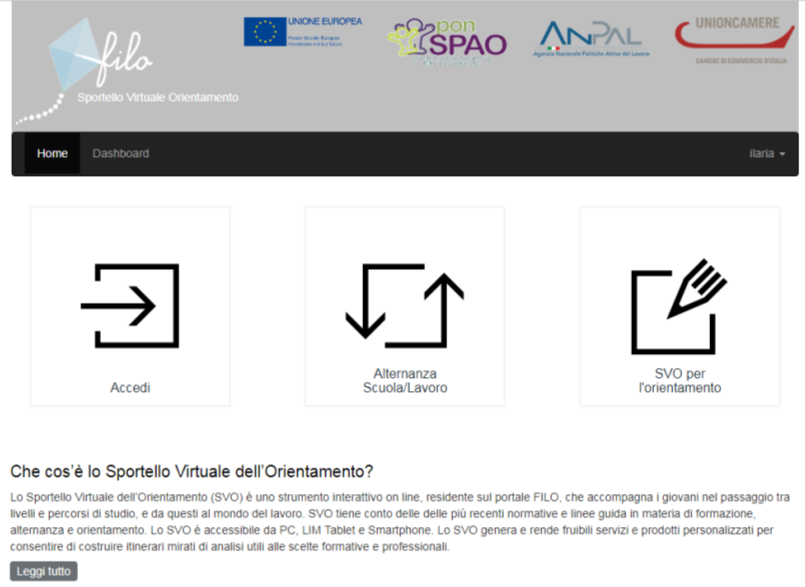 filo
Sportello Virtuale Orientamento
UNIONE EUROPEA
Fondo Sociale Europeo
pon
SPAO
ANPAL
Agenzia Nazionale Politiche Attive del Lavoro
UNIONCAMERE
CAMERE DI COMMERCIO D'ITALIA
Home Dashboard ilaria
Accedi
Alternanza
Scuola/Lavoro
SVO per
l'orientamento
Che cos'è lo Sportello Virtuale dell'Orientamento?
Lo Sportello Virtuale dell'Orientamento (SVO) è uno strumento interattivo on line, residente sul portale FILO, che accompagna i giovani nel passaggio tra
livelli e percorsi di studio, e da questi al mondo del lavoro. SVO tiene conto delle delle più recenti normative e linee guida in materia di formazione,
alternanza e orientamento. Lo SVO è accessibile da PC, LIM Tablet e Smartphone. Lo SVO genera e rende fruibili servizi e prodotti personalizzati per
consentire di costruire itinerari mirati di analisi utili alle scelte formative e professionali.
Leggi tutto